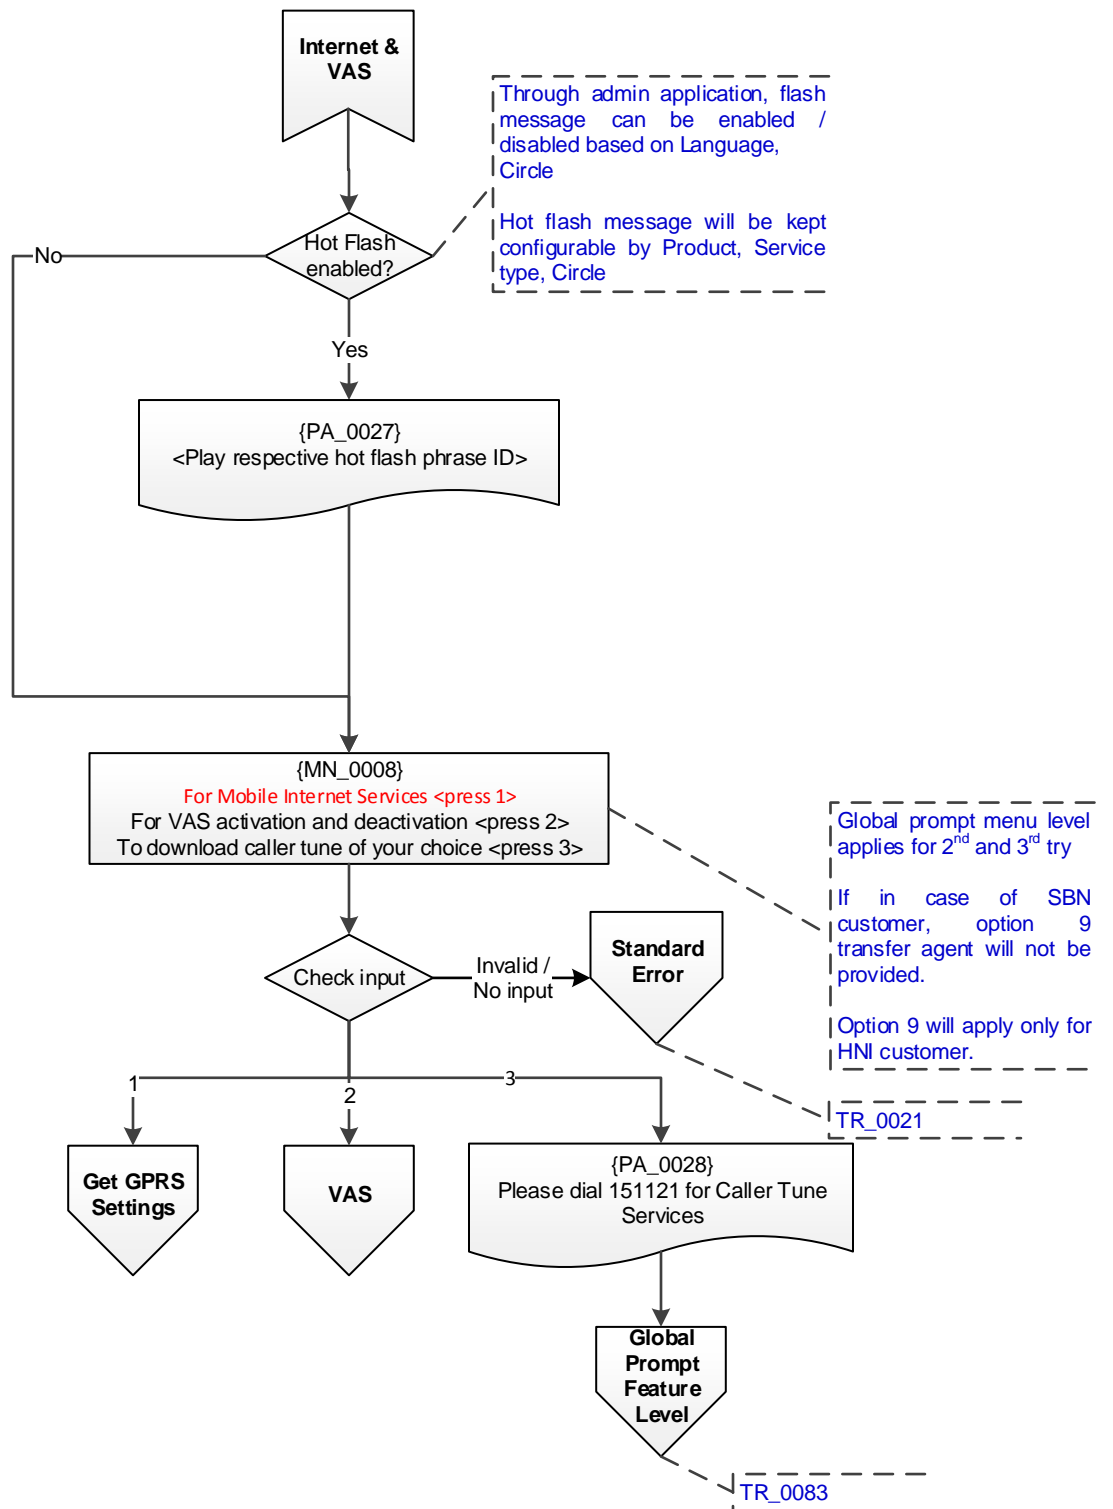 Internet &
VAS
Through admin application, flash
message can be enabled /
disabled based on Language,
Circle
Hot flash message will be kept
configurable by Product, Service
type, Circle
Hot Flash
enabled?
No
Yes
{PA_0027}
<Play respective hot flash phrase ID>
{MN_0008}
For Mobile Internet Services <press 1>
For VAS activation and deactivation <press 2>
To download caller tune of your choice <press 3>
Global prompt menu level
applies for 2nd and 3rd try
If in case of SBN
customer, option 9
transfer agent will not be
provided.
Option 9 will apply only for
HNI customer.
Check input
Invalid /
No input
Standard
Error
TR_0021
1
2
3
Get GPRS
Settings
VAS
{PA_0028}
Please dial 151121 for Caller Tune
Services
Global
Prompt
Feature
Level
TR_0083